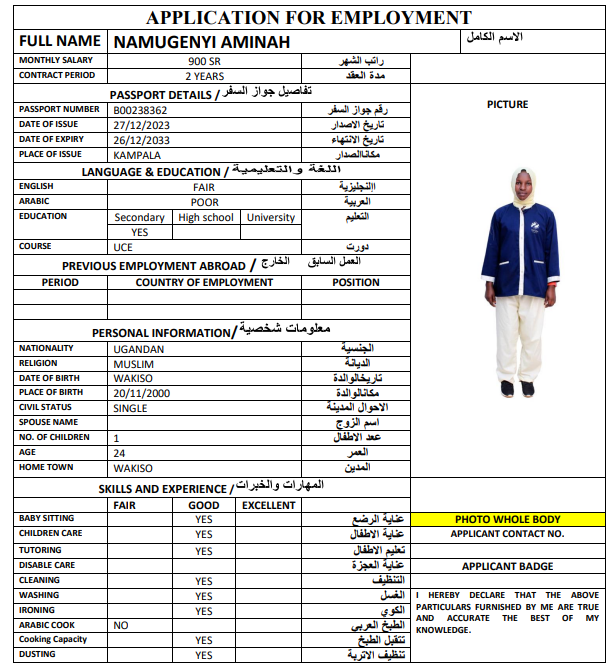 APPLICATION FOR EMPLOYMENT
FULL NAME NAMUGENYI AMINAH الاسم الكامل
MONTHLY SALARY 900 SR راتب الشهر
CONTRACT PERIOD 2 YEARS مدة العقد
PASSPORT DETAILS / تفاصيل جواز السفر
PICTURE
PASSPORT NUMBER B00238362 رقم جواز السفر
DATE OF ISSUE 27/12/2023 تاريخ الاصدار
DATE OF EXPIRY 26/12/2033 تاريخ الانتهاء
PLACE OF ISSUE KAMPALA مكاناالصدار
LANGUAGE & EDUCATION / اللغة والتعليمية
ENGLISH FAIR اإلنجليزية
ARABIC POOR العربية
EDUCATION Secondary High school University التعليم
YES
COURSE UCE دورت
PREVIOUS EMPLOYMENT ABROAD / العمل السابق الخارج
PERIOD COUNTRY OF EMPLOYMENT POSITION
PERSONAL INFORMATION/ معلومات شخصية
NATIONALITY UGANDAN الجنسية
RELIGION MUSLIM الديانة
DATE OF BIRTH WAKISO تاريخالوالدة
PLACE OF BIRTH 20/11/2000 مكانالوالدة
CIVIL STATUS SINGLE الاحوال المدينة
SPOUSE NAME اسم الزوج
NO. OF CHILDREN 1 عدد الاطفال
AGE 24 العمر
HOME TOWN WAKISO المدين
SKILLS AND EXPERIENCE / المهارات والخبرات
FAIR GOOD EXCELLENT
BABY SITTING YES عناية الرضع
PHOTO WHOLE BODY
CHILDREN CARE YES عناية الاطفال
APPLICANT CONTACT NO.
TUTORING YES تعليم الاطفال
DISABLE CARE عناية العجزة
APPLICANT BADGE
CLEANING YES التنظيف
WASHING YES الغسل
IRONING YES الكوي
ARABIC COOK NO الطبخ العربي
Cooking Capacity YES تتقبل الطبخ
DUSTING YES تنظيف الاتربة
I HEREBY DECLARE THAT THE ABOVE
PARTICULARS FURNISHED BY ME ARE TRUE
AND ACCURATE THE BEST OF MY
KNOWLEDGE.